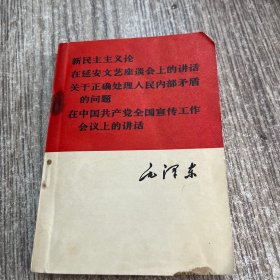 新民主主义论
在延安文艺座谈会上的讲话
关于正确处理人民内部矛盾
的问题
在中国共产党全国宣传工作
会议上的讲话
毛泽东